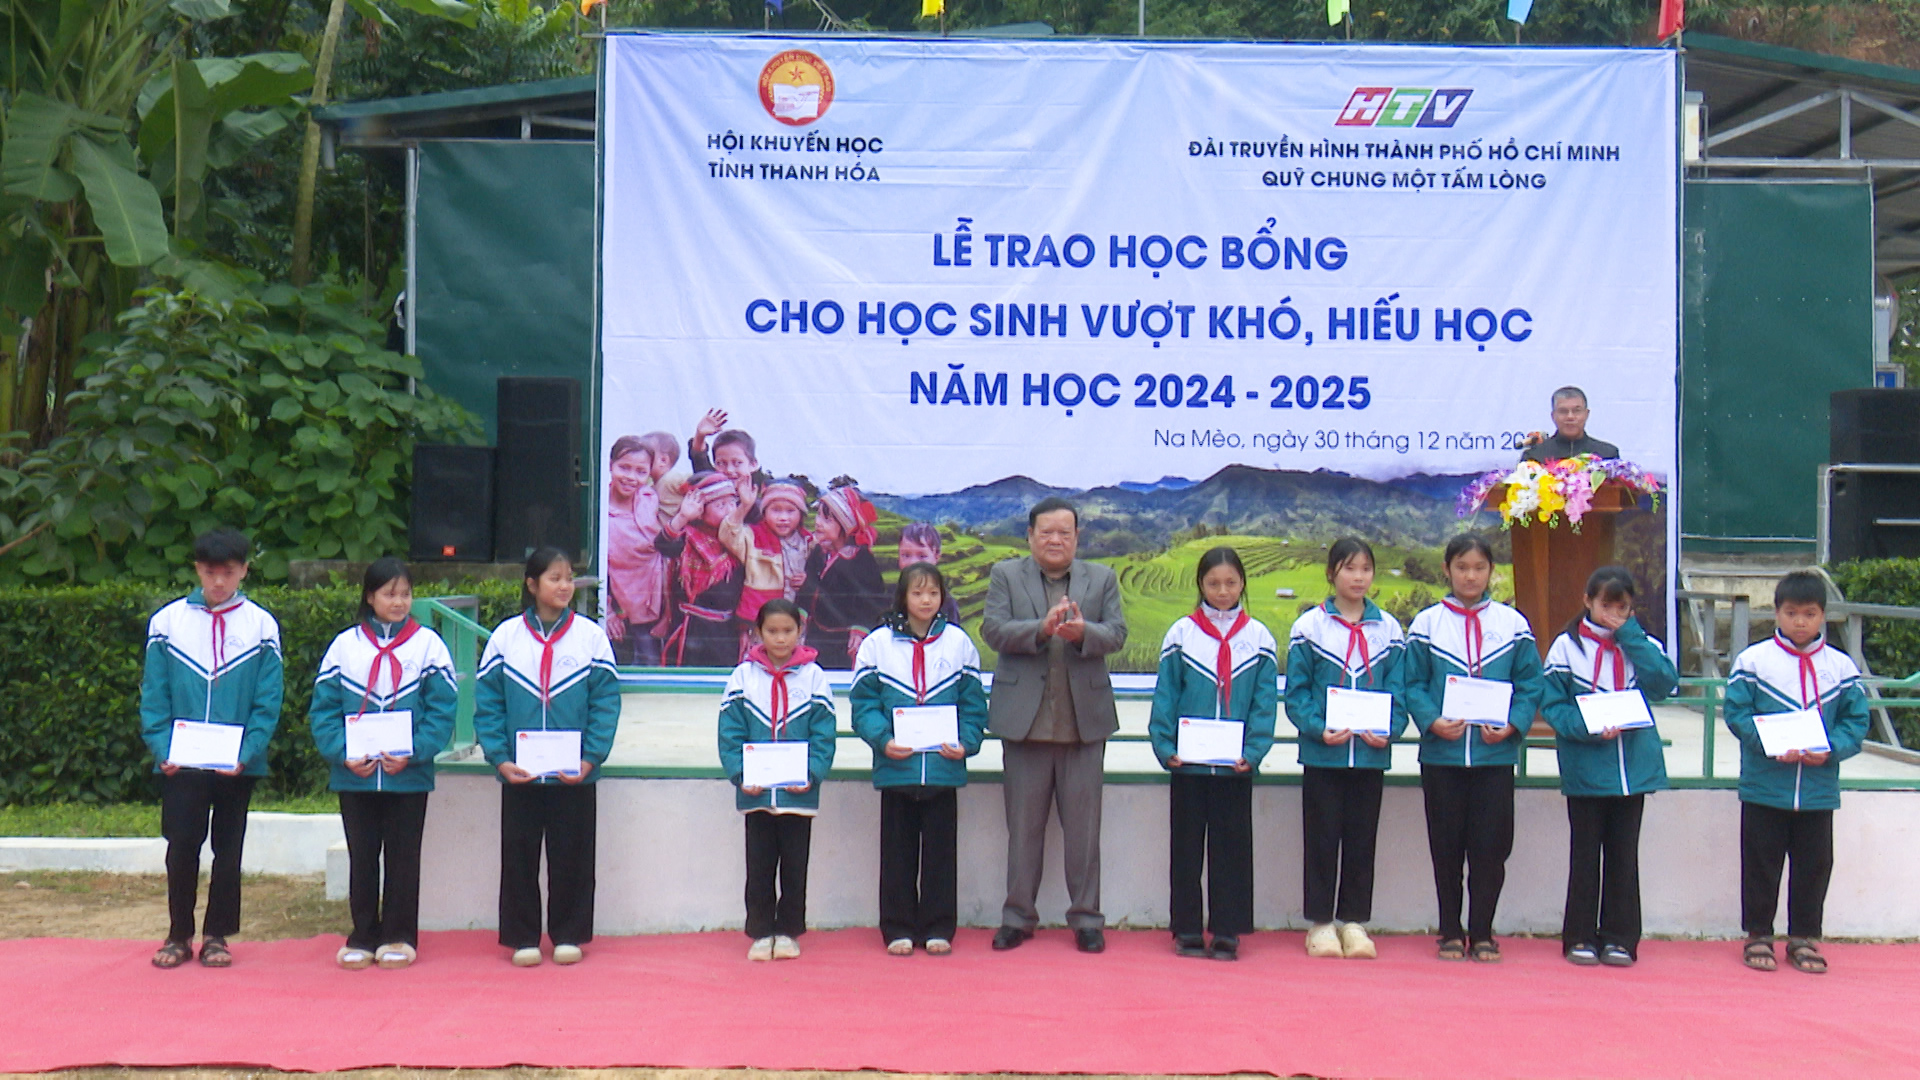 HỘI KHUYẾN HỌC
TỈNH THANH HÓA
HTV
ĐÀI TRUYỀN HÌNH THÀNH PHỐ HỒ CHÍ MINH
QUỸ CHUNG MỘT TẤM LÒNG
LỄ TRAO HỌC BỔNG
CHO HỌC SINH VƯỢT KHÓ, HIẾU HỌC
NĂM HỌC 2024 - 2025
Na Mèo, ngày 30 tháng 12 năm